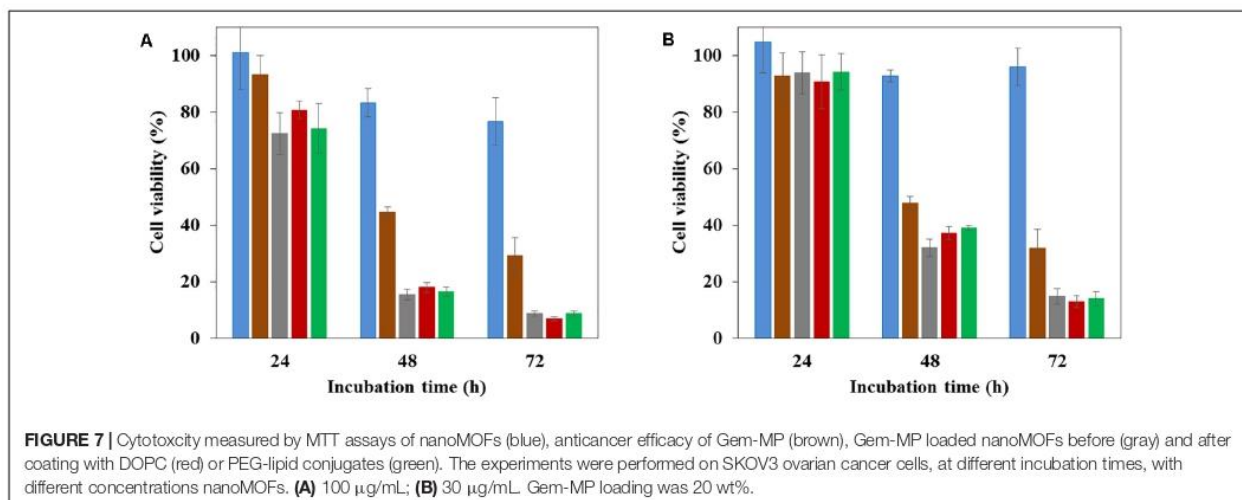 A
Cell viability (%)
100
80
60
40
20
0
24
48
72
Incubation time (h)
B
Cell viability (%)
100
80
60
40
20
0
24
48
72
Incubation time (h)
FIGURE 7 | Cytotoxcity measured by MTT assays of nanoMOFs (blue), anticancer efficacy of Gem-MP (brown), Gem-MP loaded nanoMOFs before (gray) and after
coating with DOPC (red) or PEG-lipid conjugates (green). The experiments were performed on SKOV3 ovarian cancer cells, at different incubation times, with
different concentrations nanoMOFs. (A) 100 μg/mL; (B) 30 μg/mL. Gem-MP loading was 20 wt%.